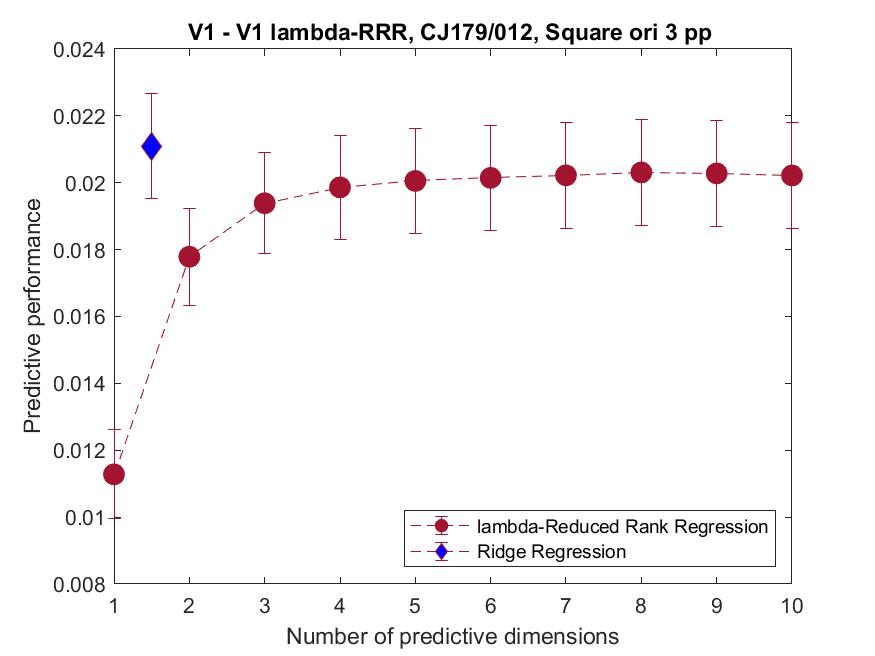 V1 - V1 lambda-RRR, CJ179/012, Square ori 3 pp
0.024
0.022
0.02
0.018
0.016
0.014
0.012
0.01
0.008
Predictive performance
lambda-Reduced Rank Regression
Ridge Regression
1 2 3 4 5 6 7 8 9 10
Number of predictive dimensions